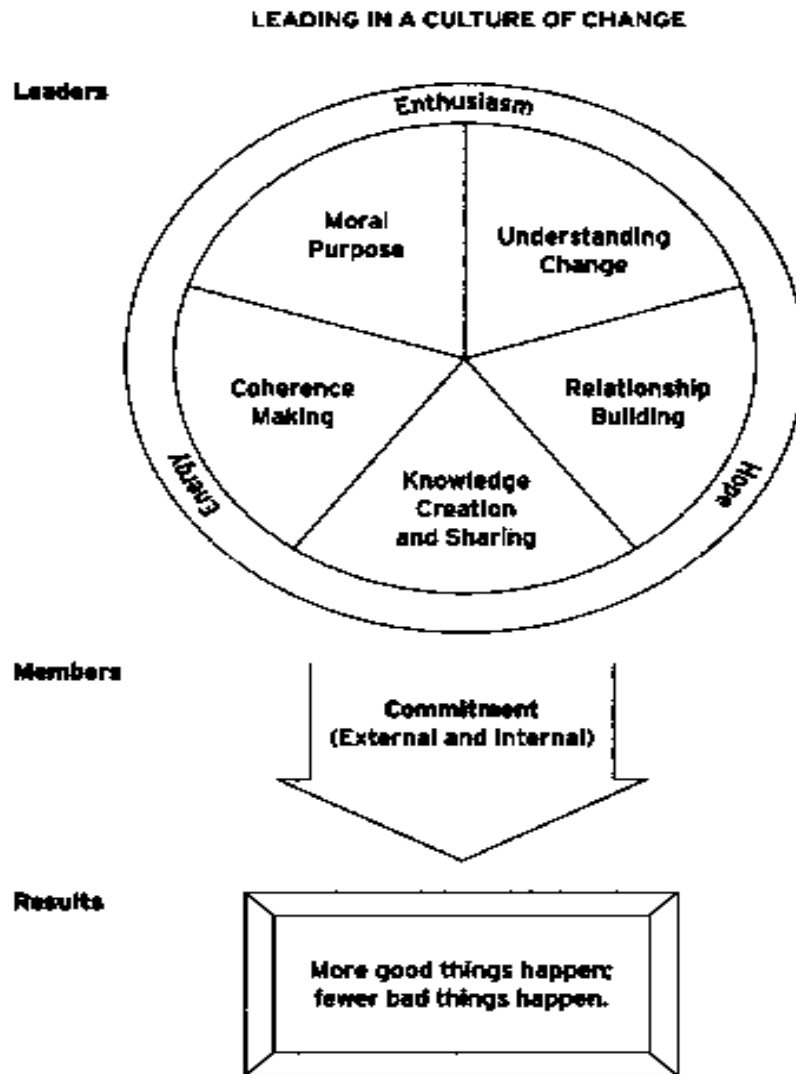 LEADING IN A CULTURE OF CHANGE
Leaders
Enthusiasm
Moral
Purpose
Understanding
Change
Coherence
Making
Relationship
Building
Energy
Knowledge
Creation
and Sharing
Hope
Members
Commitment
(External and Internal)
Results
More good things happen;
fewer bad things happen.